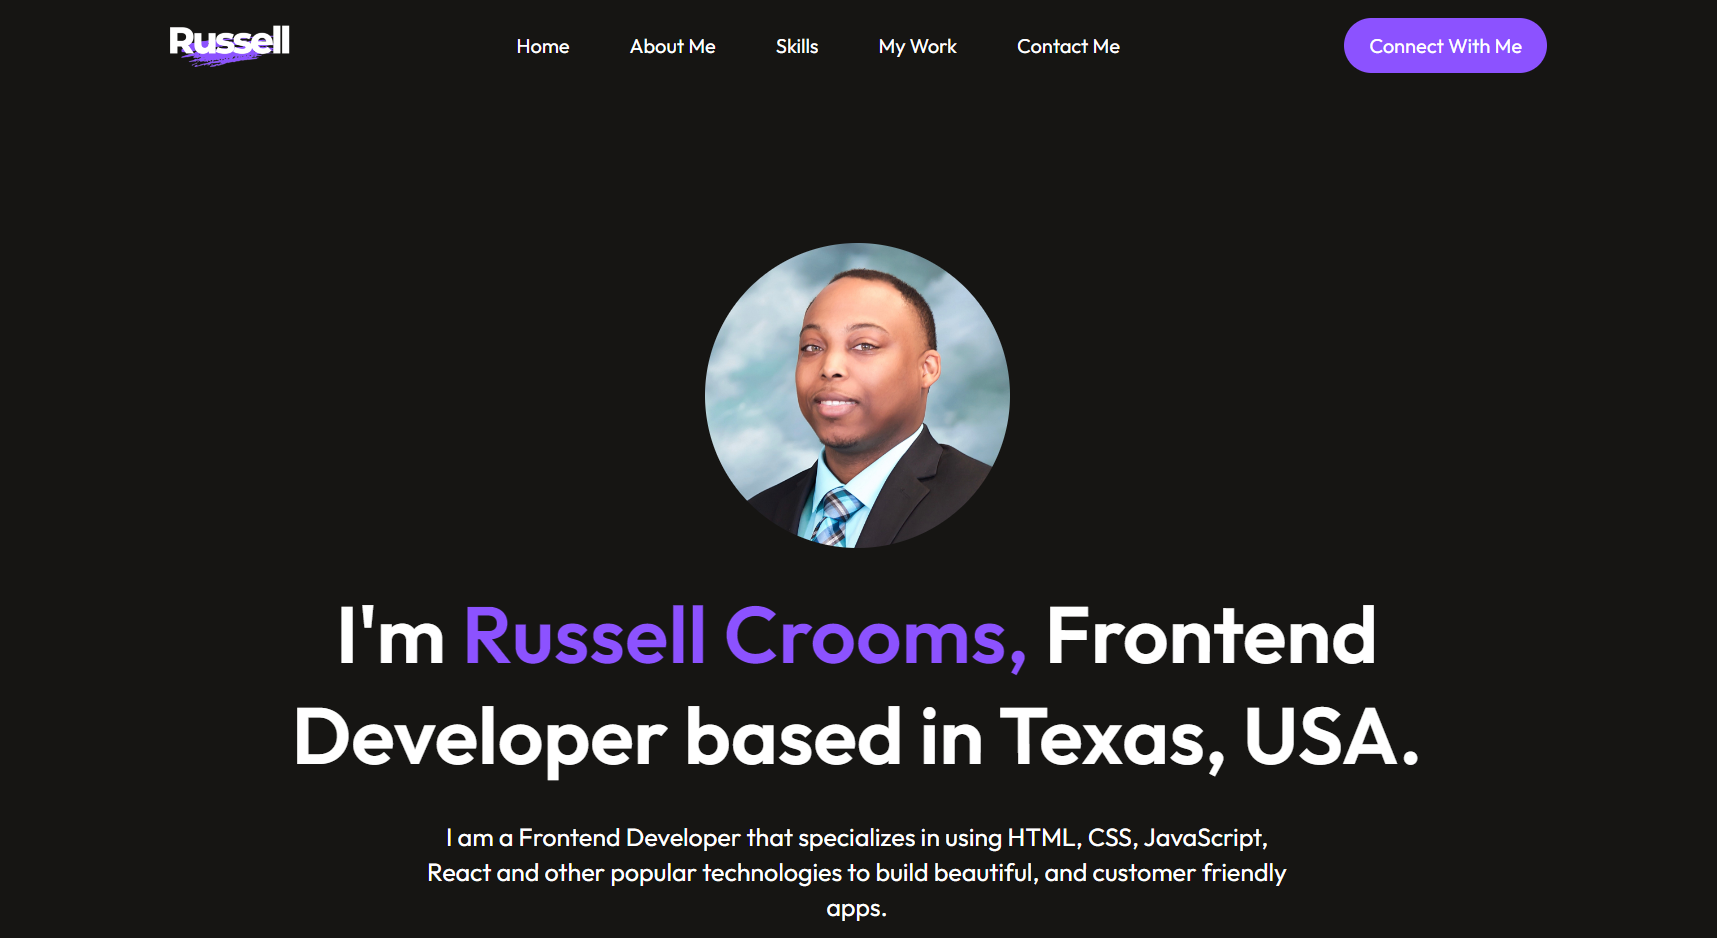 Russell
Home
About Me
Skills
My Work
Contact Me
Connect With Me
I'm Russell Crooms, Frontend
Developer based in Texas, USA.
I am a Frontend Developer that specializes in using HTML, CSS, JavaScript,
React and other popular technologies to build beautiful, and customer friendly
apps.